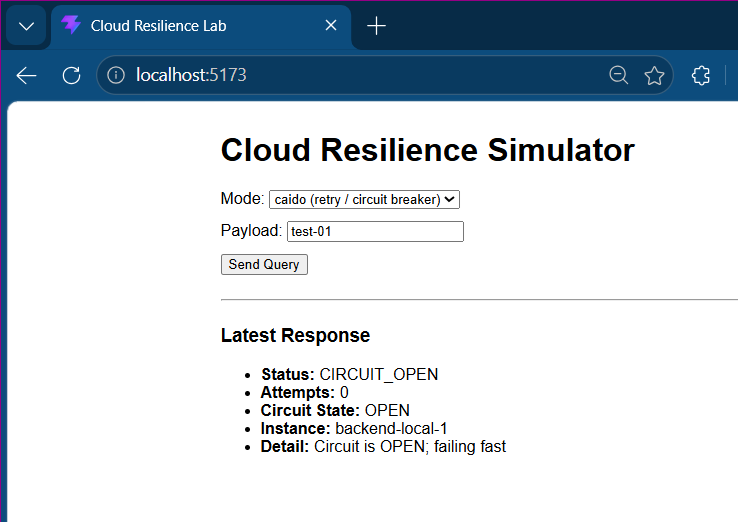 Cloud Resilience Lab
localhost:5173
Cloud Resilience Simulator
Mode: caido (retry / circuit breaker)
Payload: test-01
Send Query
Latest Response
Status: CIRCUIT_OPEN
Attempts: 0
Circuit State: OPEN
Instance: backend-local-1
Detail: Circuit is OPEN; failing fast